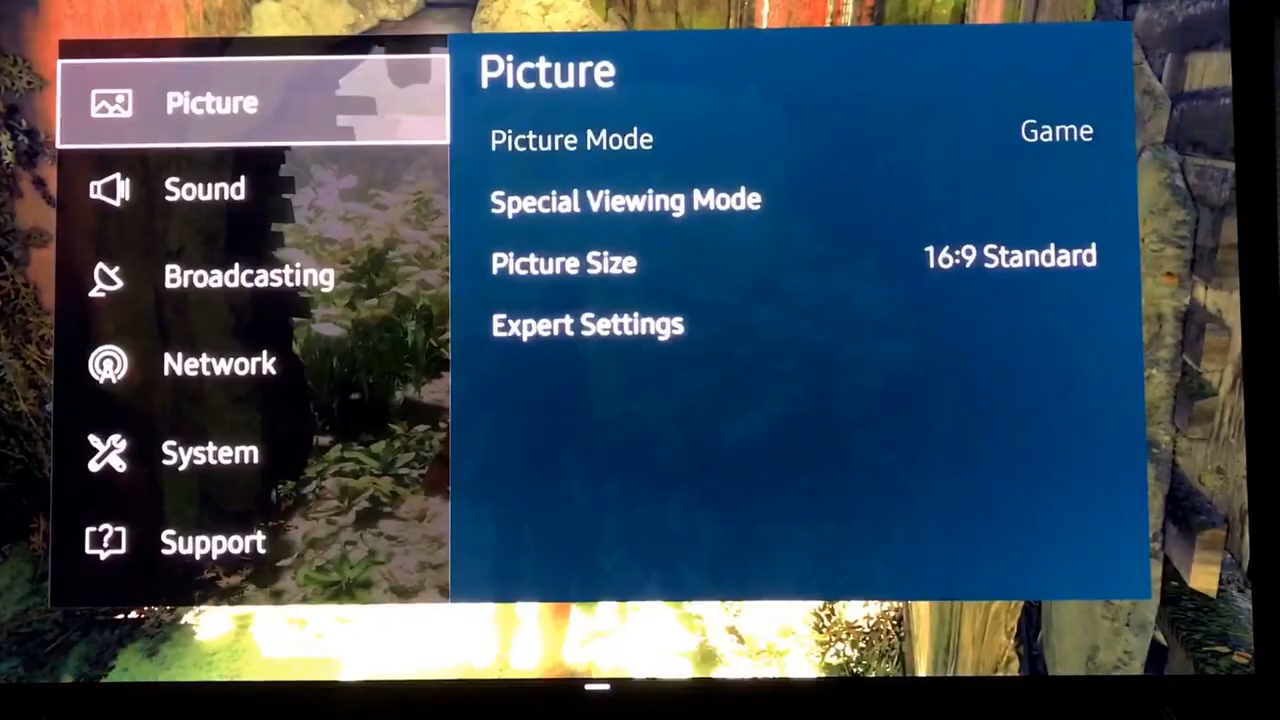 Picture
Sound
Broadcasting
Network
System
Support
Picture
Picture Mode Game
Special Viewing Mode
Picture Size 16:9 Standard
Expert Settings